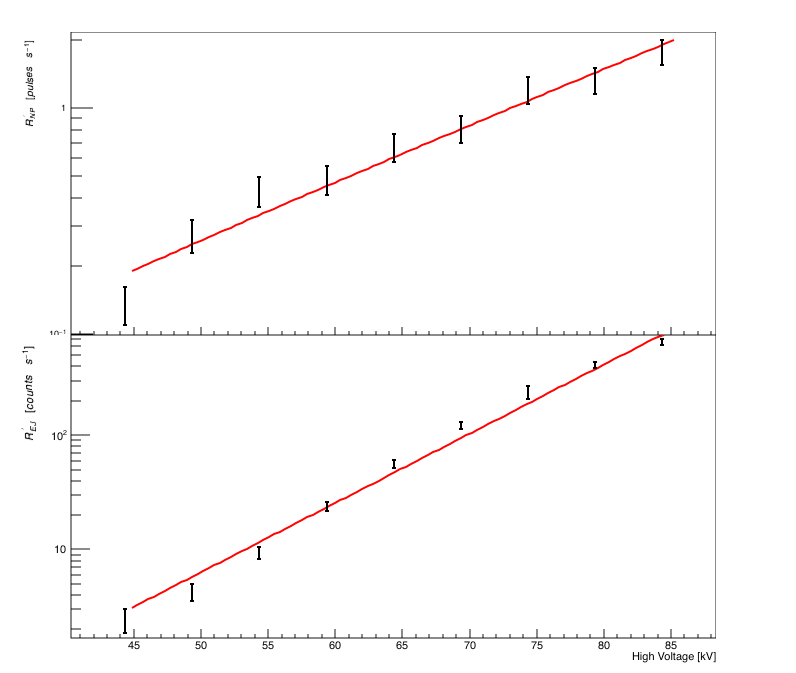 R′NP [pulses s⁻¹]
1
10⁻¹
R′EJ [counts s⁻¹]
10²
10
45 50 55 60 65 70 75 80 85
High Voltage [kV]